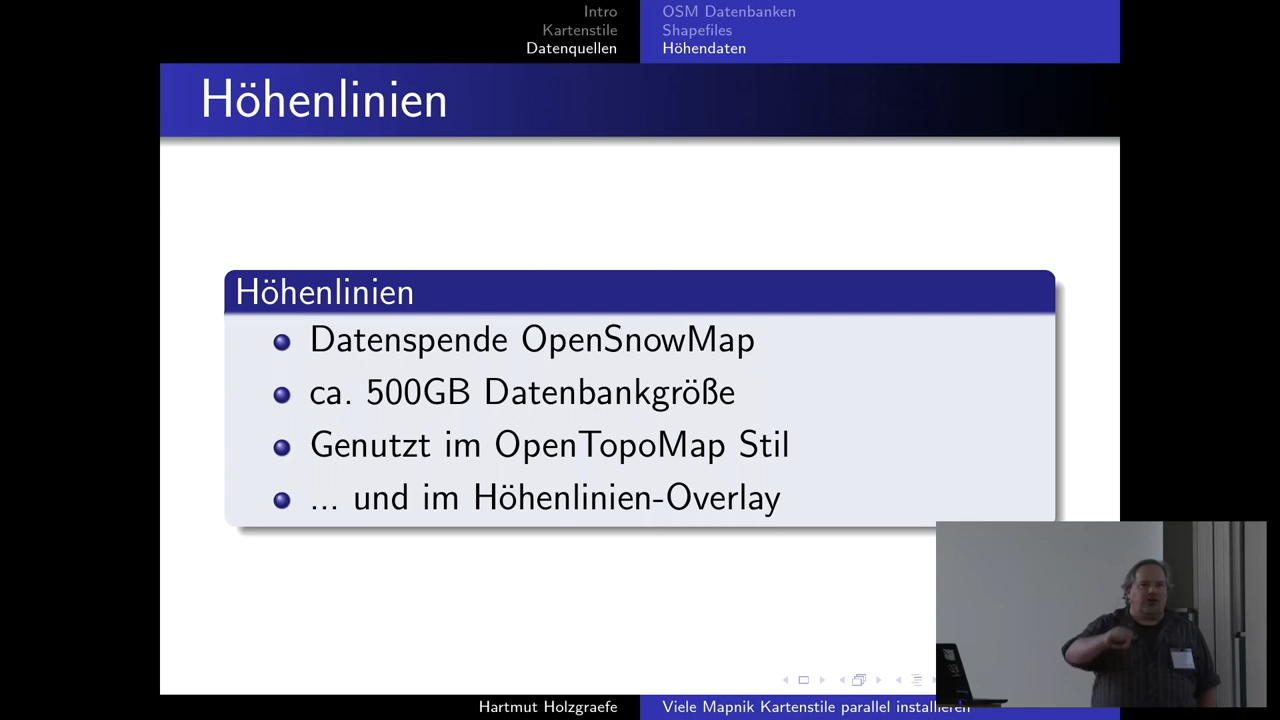 Intro
Kartenstile
Datenquellen
OSM Datenbanken
Shapefiles
Höhendaten
Höhenlinien
Höhenlinien
Datenspende OpenSnowMap
ca. 500GB Datenbankgröße
Genutzt im OpenTopoMap Stil
... und im Höhenlinien-Overlay
Hartmut Holzgraefe
Viele Mapnik Kartenstile parallel installieren